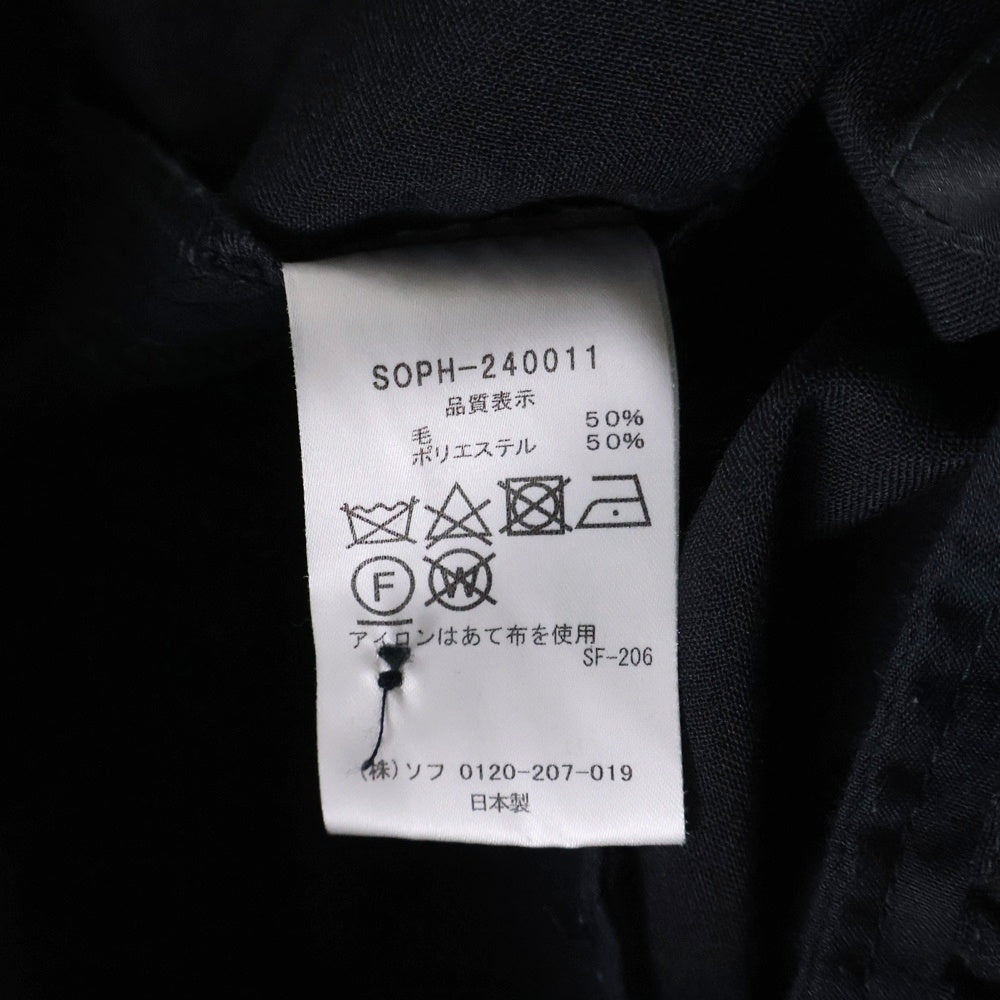 SOPH-240011
品質表示
毛 50%
ポリエステル 50%
F W
アイロンはあて布を使用
SF-206
(株)ソフ 0120-207-019
日本製